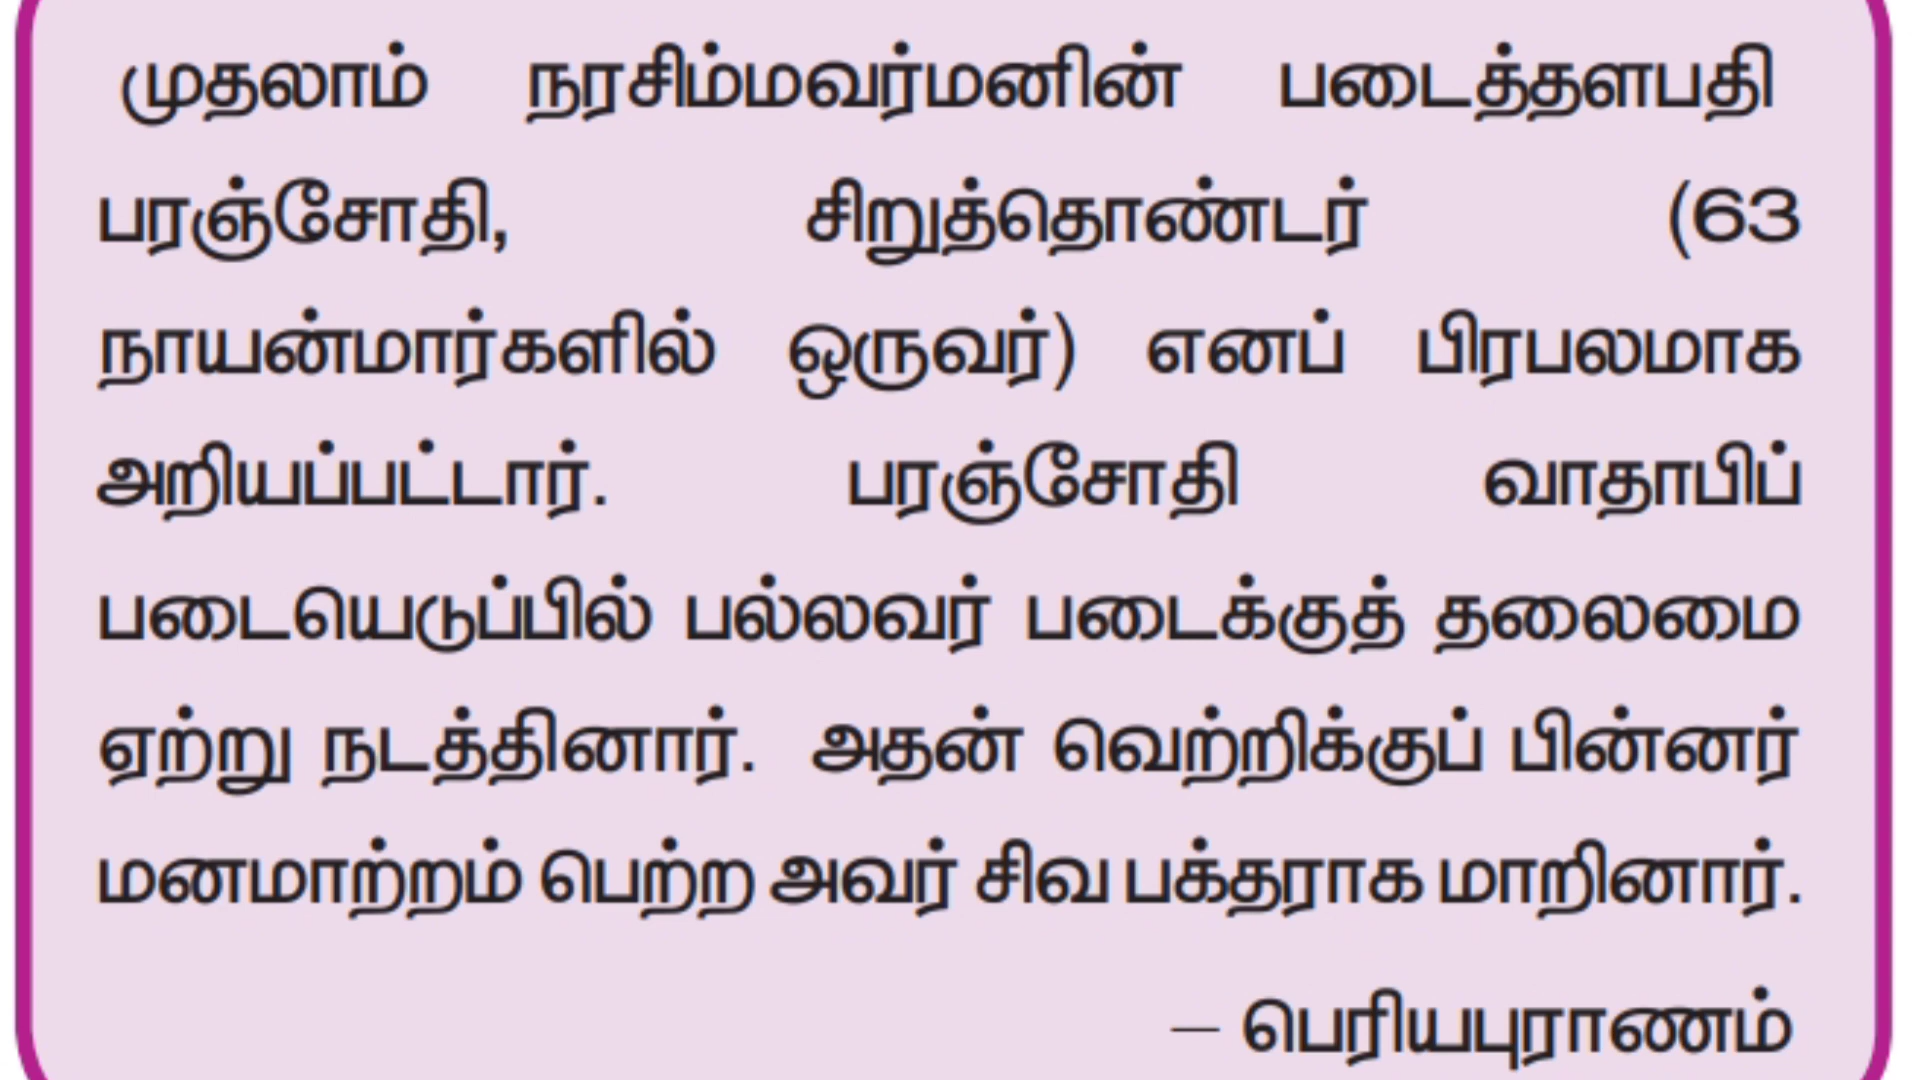 முதலாம் நரசிம்மவர்மனின் படைத்தளபதி
பரஞ்சோதி, சிறுத்தொண்டர் (63
நாயன்மார்களில் ஒருவர்) எனப் பிரபலமாக
அறியப்பட்டார். பரஞ்சோதி வாதாபிப்
படையெடுப்பில் பல்லவர் படைக்குத் தலைமை
ஏற்று நடத்தினார். அதன் வெற்றிக்குப் பின்னர்
மனமாற்றம் பெற்ற அவர் சிவ பக்தராக மாறினார்.
– பெரியபுராணம்